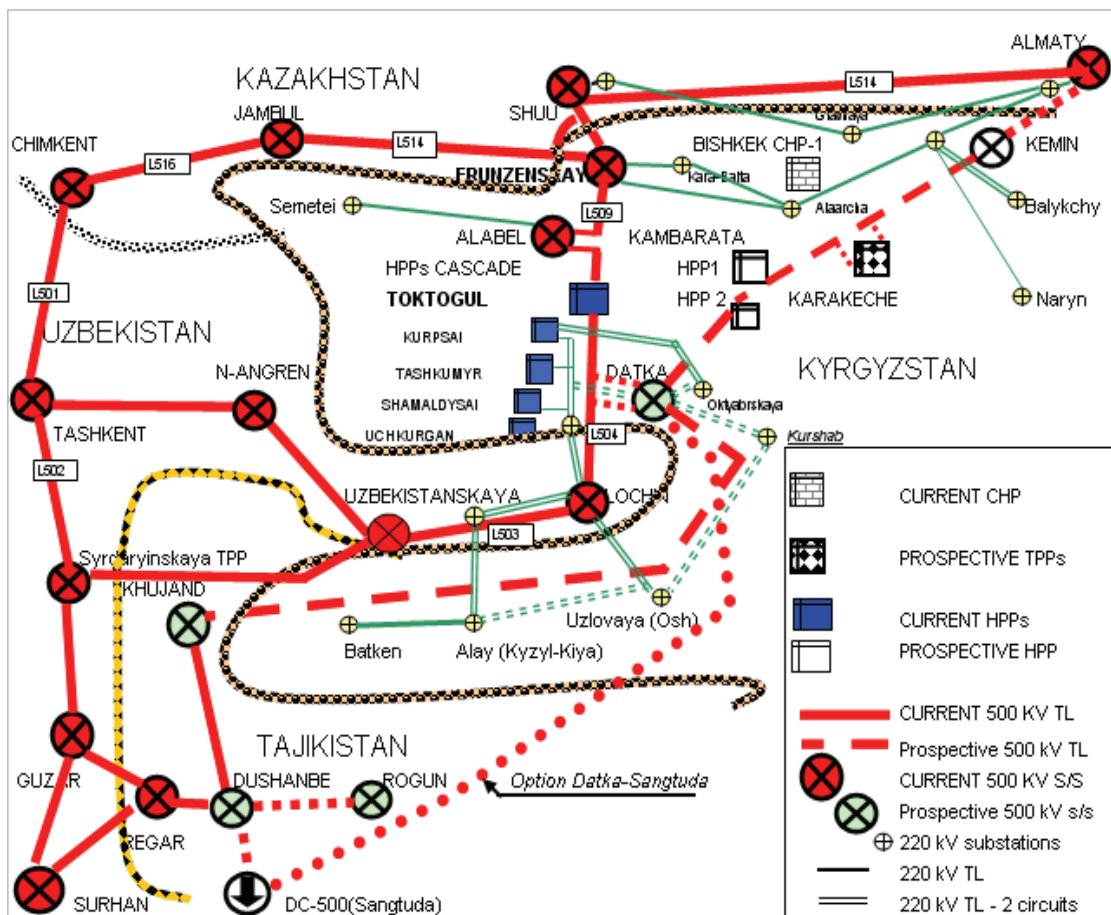 ALMATY
KAZAKHSTAN
L514
JAMBUL
SHUU
CHIMKENT
L514
BISHKEK CHP-1
KEMIN
L516
FRUNZENSKAYA
Kara-Balta
Semetei
L509
Alaarcha
Balykchy
ALABEL
KAMBARATA
HPPs CASCADE
HPP1
L501
TOKTOGUL
HPP 2
KARAKECHE
Naryn
UZBEKISTAN
KURPSAI
N-ANGREN
TASHKUMYR
DATKA
KYRGYZSTAN
SHAMALDYSAI
Oktyabrskaya
TASHKENT
UCHKURGAN
L504
Kurshab
L502
UZBEKISTANSKAYA
LOCHIN
CURRENT CHP
L503
Syrdaryinskaya TPP
KHUJAND
PROSPECTIVE TPPs
Uzlovaya (Osh)
CURRENT HPPs
Batken
Alay (Kyzyl-Kiya)
PROSPECTIVE HPP
TAJIKISTAN
CURRENT 500 KV TL
GUZAR
DUSHANBE
ROGUN
Prospective 500 kV TL
Option Datka-Sangtuda
CURRENT 500 KV S/S
REGAR
Prospective 500 kV s/s
220 kV substations
220 kV TL
SURHAN
DC-500(Sangtuda)
220 kV TL - 2 circuits